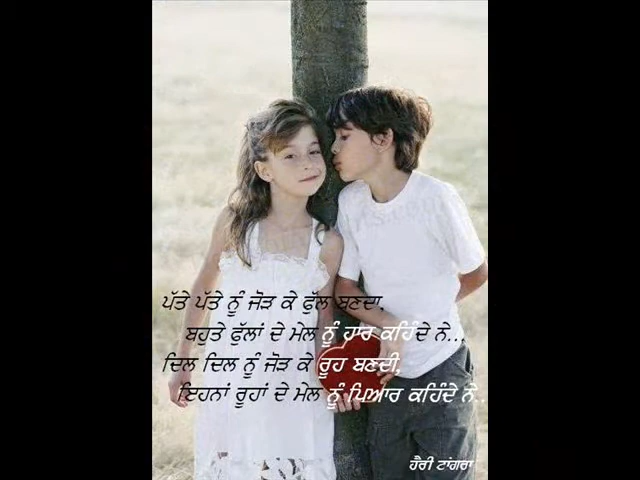 ਪੱਤੇ ਪੱਤੇ ਨੂੰ ਜੋੜ ਕੇ ਫੁੱਲ ਬਣਦਾ,
ਬਹੁਤੇ ਫੁੱਲਾਂ ਦੇ ਮੇਲ ਨੂੰ ਹਾਰ ਕਹਿੰਦੇ ਨੇ...
ਦਿਲ ਦਿਲ ਨੂੰ ਜੋੜ ਕੇ ਰੂਹ ਬਣਦੀ,
ਇਹਨਾਂ ਰੂਹਾਂ ਦੇ ਮੇਲ ਨੂੰ ਪਿਆਰ ਕਹਿੰਦੇ ਨੇ..
ਹੈਰੀ ਟਾਂਗਰਾ